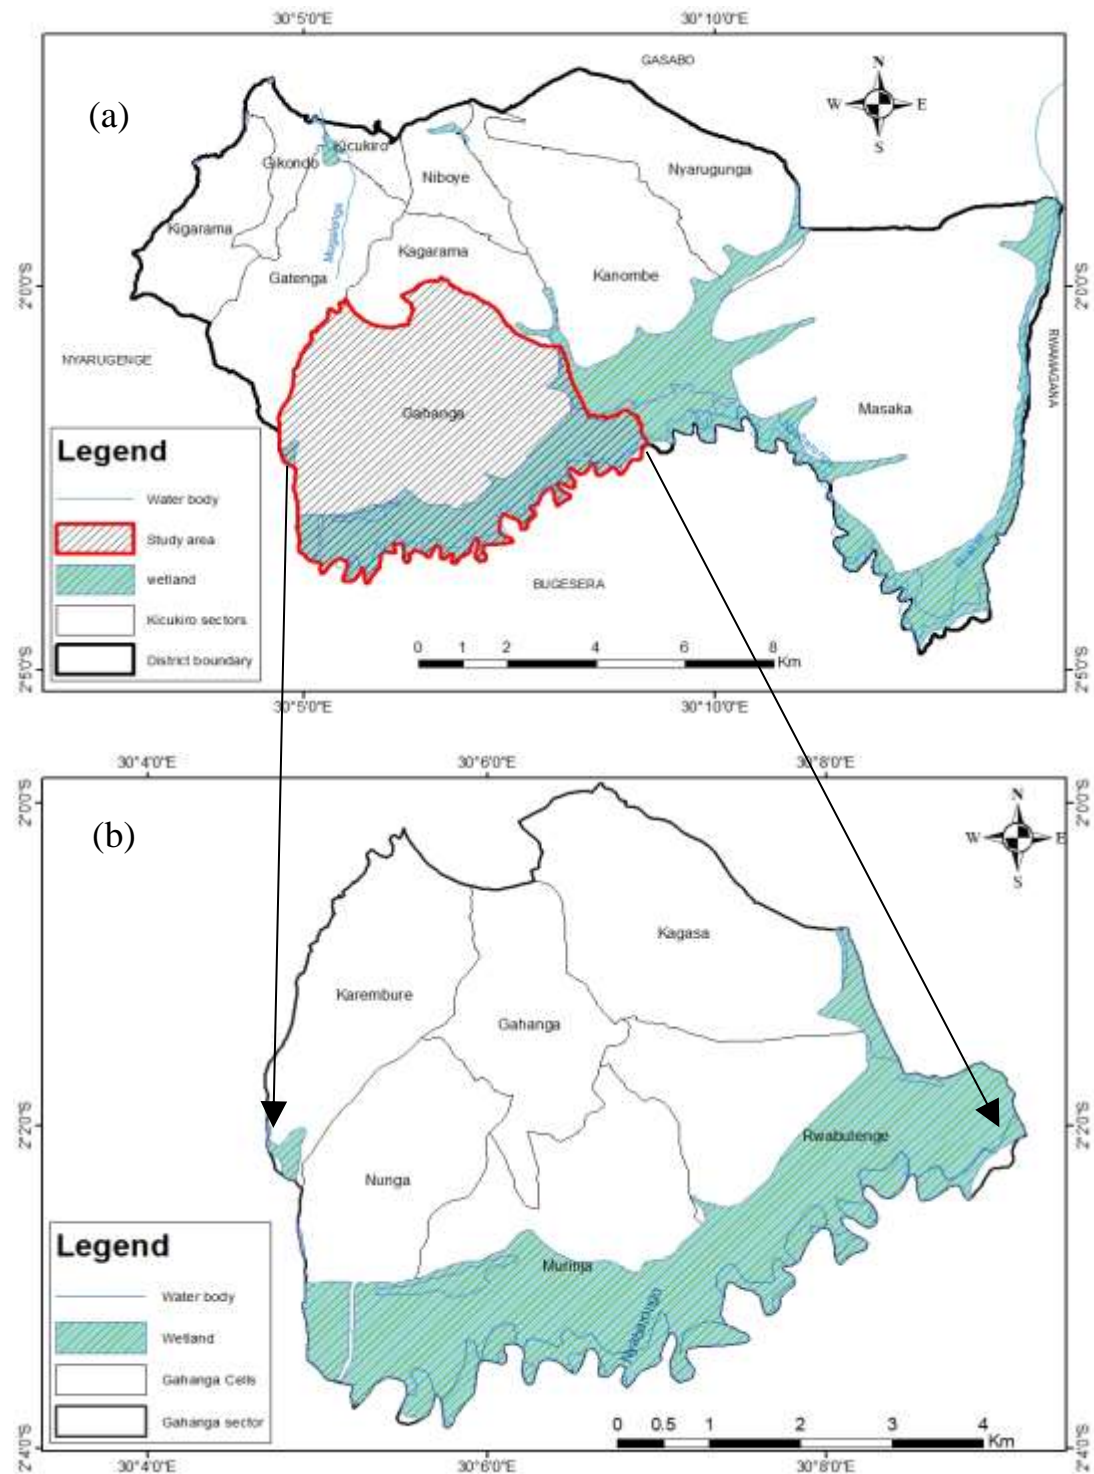 30°5'0"E 30°10'0"E
GASABO
(a)
N
W E
S
Kicukiro
Gikondo
Nyarugunga
Niboye
Kigarama
Kagarama
Gatenga
Kanombe
2°0'0"S 2°0'0"S
NYARUGENGE
RWAMAGANA
Gahanga
Masaka
Legend
Water body
Study area
wetland
Kicukiro sectors
District boundary
BUGESERA
0 1 2 4 6 8
Km
2°5'0"S 2°5'0"S
30°5'0"E 30°10'0"E
30°4'0"E 30°6'0"E 30°8'0"E
2°0'0"S 2°0'0"S
(b)
N
W E
S
Kagasa
Karembure
Gahanga
2°2'0"S 2°2'0"S
Rwabutenge
Nunga
Murinja
Legend
Water body
Wetland
Gahanga Cells
Gahanga sector
0 0.5 1 2 3 4
Km
2°4'0"S 2°4'0"S
30°4'0"E 30°6'0"E 30°8'0"E